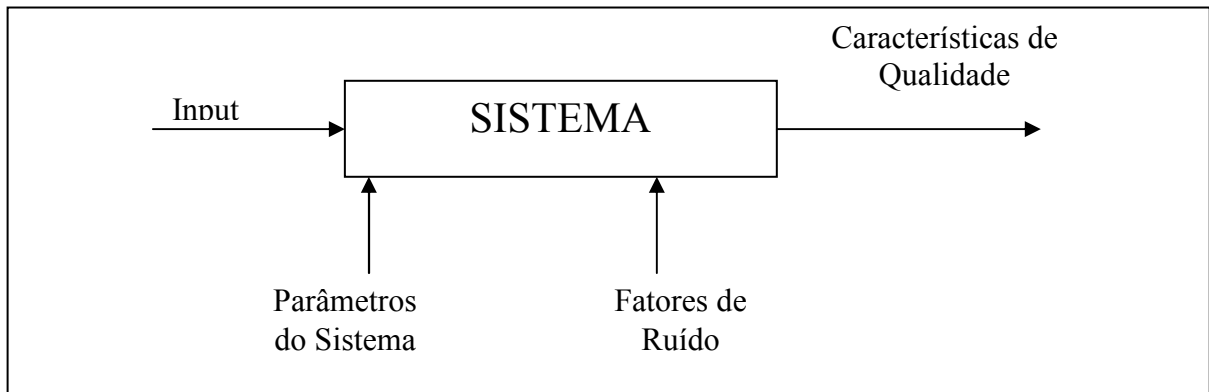 Características de
Qualidade
Input
SISTEMA
Parâmetros
do Sistema
Fatores de
Ruído